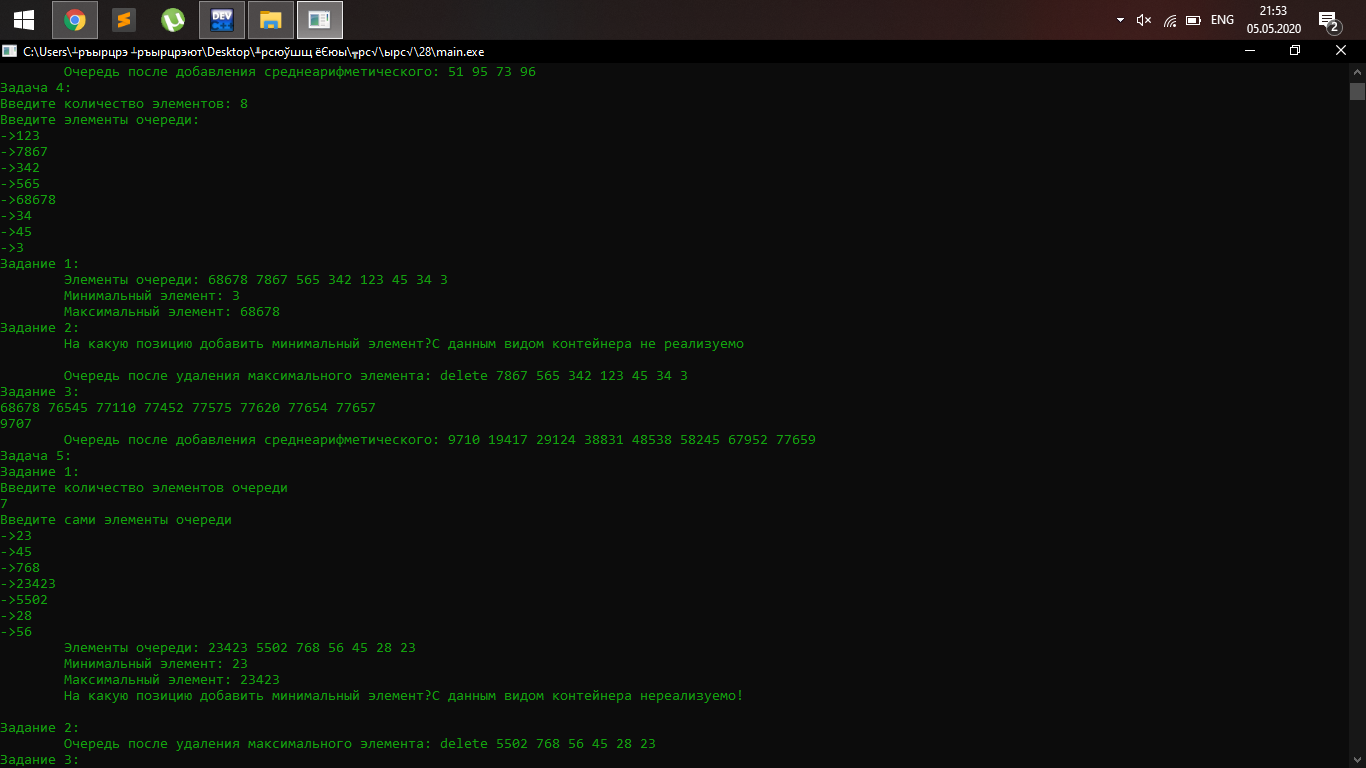 DEV
ENG
21:53
05.05.2020
2
C:\Users\┴ръырцрэ ┴ръырцрэют\Desktop\╨рсюўшщ ёЄюы\╤рс√\ырс√\28\main.exe
Очередь после добавления среднеарифметического: 51 95 73 96
Задача 4:
Введите количество элементов: 8
Введите элементы очереди:
->123
->7867
->342
->565
->68678
->34
->45
->3
Задание 1:
Элементы очереди: 68678 7867 565 342 123 45 34 3
Минимальный элемент: 3
Максимальный элемент: 68678
Задание 2:
На какую позицию добавить минимальный элемент?С данным видом контейнера не реализуемо
Очередь после удаления максимального элемента: delete 7867 565 342 123 45 34 3
Задание 3:
68678 76545 77110 77452 77575 77620 77654 77657
9707
Очередь после добавления среднеарифметического: 9710 19417 29124 38831 48538 58245 67952 77659
Задача 5:
Задание 1:
Введите количество элементов очереди
7
Введите сами элементы очереди
->23
->45
->768
->23423
->5502
->28
->56
Элементы очереди: 23423 5502 768 56 45 28 23
Минимальный элемент: 23
Максимальный элемент: 23423
На какую позицию добавить минимальный элемент?С данным видом контейнера нереализуемо!
Задание 2:
Очередь после удаления максимального элемента: delete 5502 768 56 45 28 23
Задание 3: